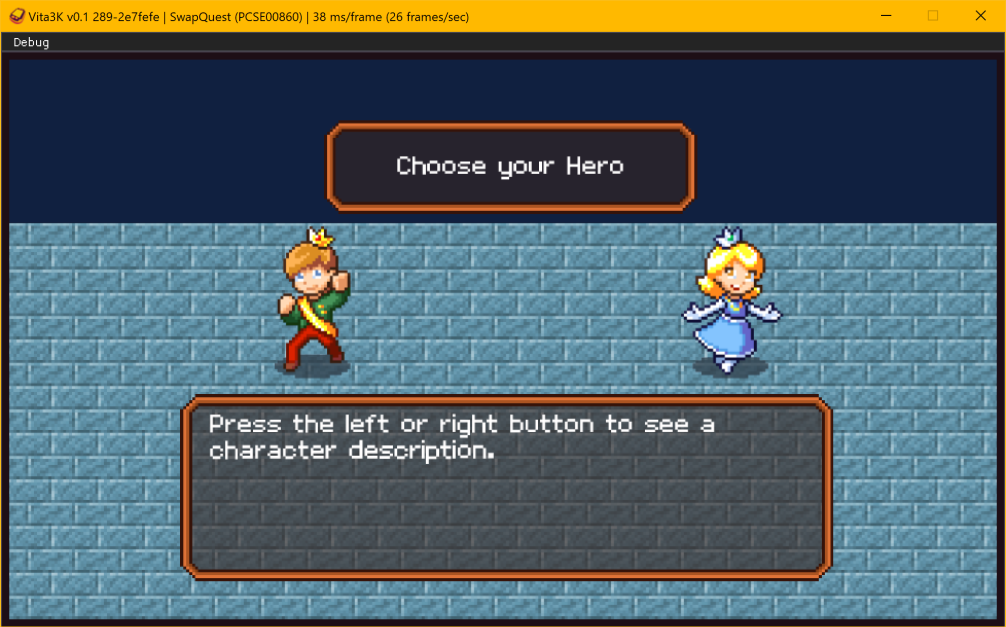 Vita3K v0.1 289-2e7fefe | SwapQuest (PCSE00860) | 38 ms/frame (26 frames/sec)
Debug
Choose your Hero
Press the left or right button to see a
character description.